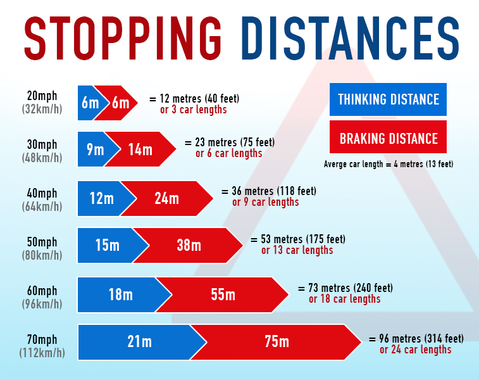 STOPPING DISTANCES
THINKING DISTANCE
BRAKING DISTANCE
Averge car length = 4 metres (13 feet)
20mph
(32km/h)
6m 6m
= 12 metres (40 feet)
or 3 car lengths
30mph
(48km/h)
9m 14m
= 23 metres (75 feet)
or 6 car lengths
40mph
(64km/h)
12m 24m
= 36 metres (118 feet)
or 9 car lengths
50mph
(80km/h)
15m 38m
= 53 metres (175 feet)
or 13 car lengths
60mph
(96km/h)
18m 55m
= 73 metres (240 feet)
or 18 car lengths
70mph
(112km/h)
21m 75m
= 96 metres (314 feet)
or 24 car lengths